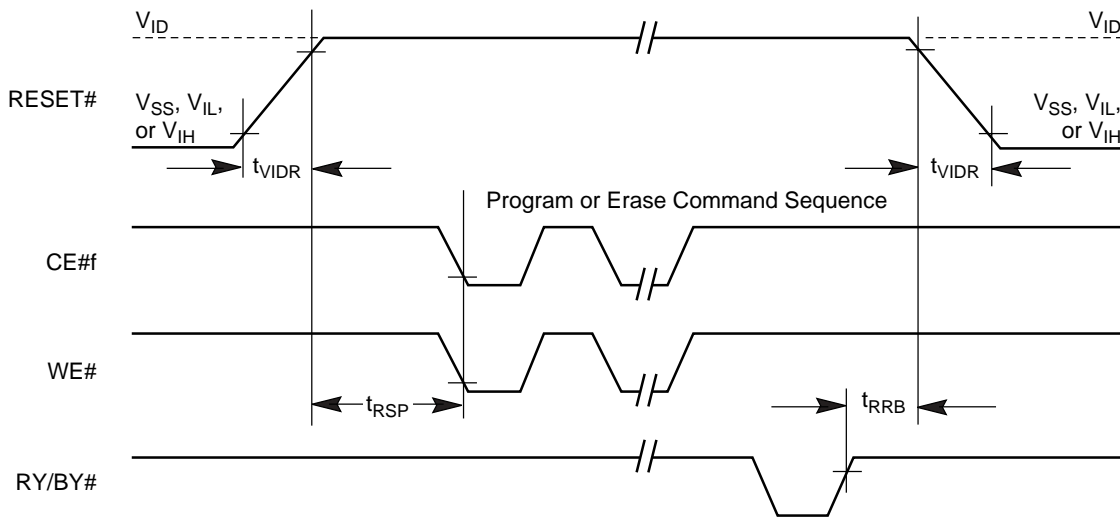 VID
VID
RESET#
VSS, VIL,
or VIH
VSS, VIL,
or VIH
tVIDR
tVIDR
Program or Erase Command Sequence
CE#f
WE#
tRSP
tRRB
RY/BY#